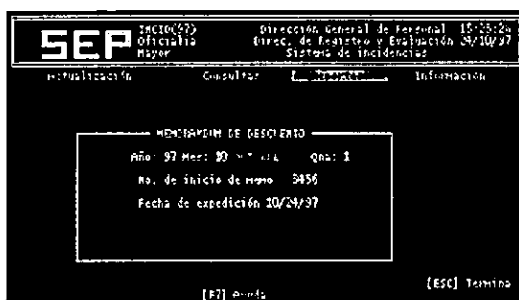 SEP
INCID(97) Dirección General de Personal 15:25:24
Oficialía Direc. de Registro y Evaluación 24/10/97
Mayor Sistema de incidencias
Actualización Consultas Información
MEMORANDUM DE DESCUENTO
Año: 97 Mes: 10 Qna: 1
No. de inicio de memo 3456
Fecha de expedición 10/24/97
[F7] Ayuda [ESC] Termina